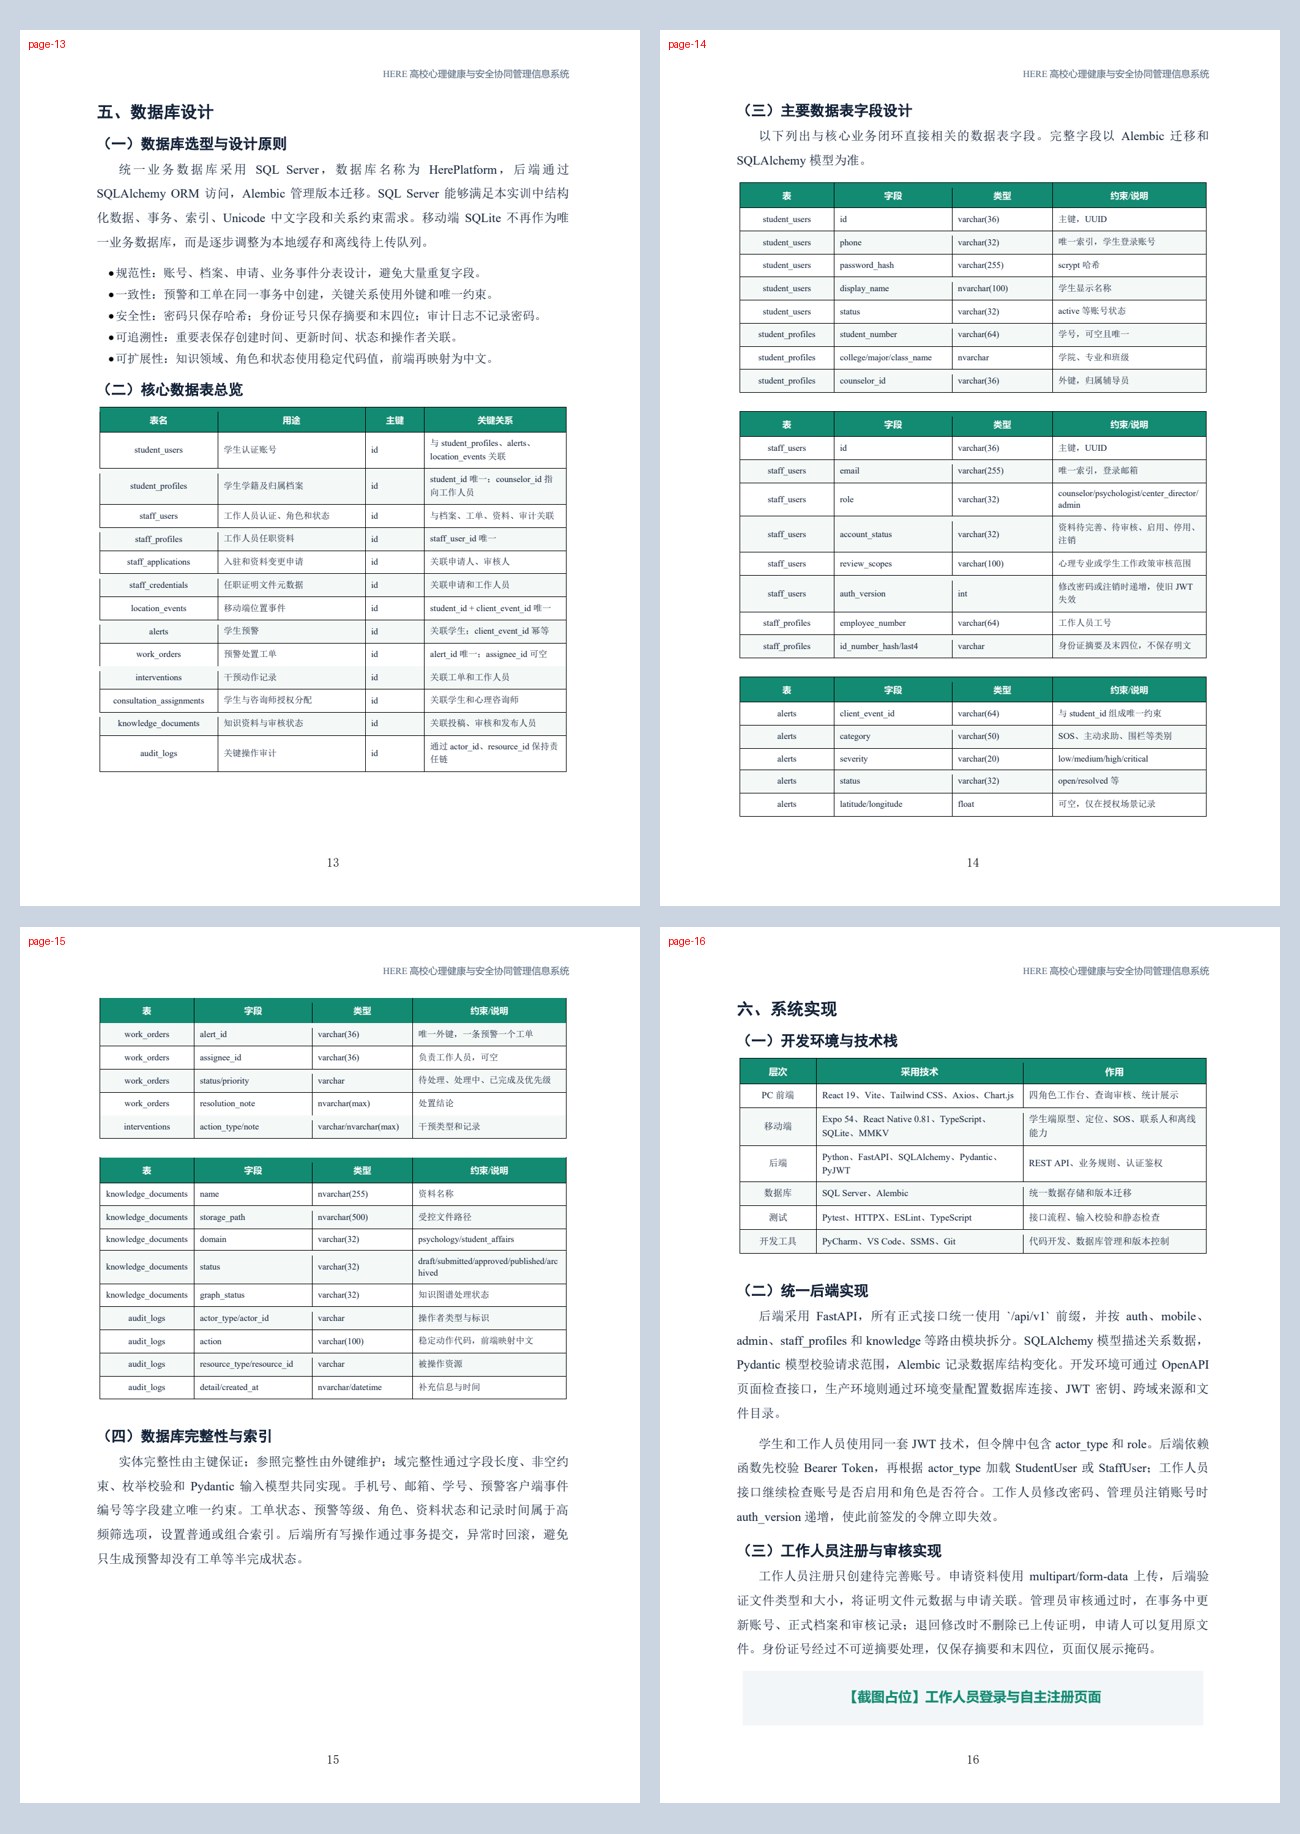 page-13
HERE 高校心理健康与安全协同管理信息系统
五、数据库设计
（一）数据库选型与设计原则
统一业务数据库采用 SQL Server，数据库名称为 HerePlatform，后端通过
SQLAlchemy ORM 访问，Alembic 管理版本迁移。SQL Server 能够满足本实训中结构
化数据、事务、索引、Unicode 中文字段和关系约束需求。移动端 SQLite 不再作为唯
一业务数据库，而是逐步调整为本地缓存和离线待上传队列。
●规范性：账号、档案、申请、业务事件分表设计，避免大量重复字段。
●一致性：预警和工单在同一事务中创建，关键关系使用外键和唯一约束。
●安全性：密码只保存哈希；身份证号只保存摘要和末四位；审计日志不记录密码。
●可追溯性：重要表保存创建时间、更新时间、状态和操作者关联。
●可扩展性：知识领域、角色和状态使用稳定代码值，前端再映射为中文。
（二）核心数据表总览
表名 用途 主键 关键关系
student_users 学生认证账号 id 与 student_profiles、alerts、
location_events 关联
student_profiles 学生学籍及归属档案 id student_id 唯一；counselor_id 指
向工作人员
staff_users 工作人员认证、角色和状态 id 与档案、工单、资料、审计关联
staff_profiles 工作人员任职资料 id staff_user_id 唯一
staff_applications 入驻和资料变更申请 id 关联申请人、审核人
staff_credentials 任职证明文件元数据 id 关联申请和工作人员
location_events 移动端位置事件 id student_id + client_event_id 唯一
alerts 学生预警 id 关联学生；client_event_id 幂等
work_orders 预警处置工单 id alert_id 唯一；assignee_id 可空
interventions 干预动作记录 id 关联工单和工作人员
consultation_assignments 学生与咨询师授权分配 id 关联学生和心理咨询师
knowledge_documents 知识资料与审核状态 id 关联投稿、审核和发布人员
audit_logs 关键操作审计 id 通过 actor_id、resource_id 保持责
任链
13
page-14
HERE 高校心理健康与安全协同管理信息系统
（三）主要数据表字段设计
以下列出与核心业务闭环直接相关的数据表字段。完整字段以 Alembic 迁移和
SQLAlchemy 模型为准。
表 字段 类型 约束/说明
student_users id varchar(36) 主键，UUID
student_users phone varchar(32) 唯一索引，学生登录账号
student_users password_hash varchar(255) scrypt 哈希
student_users display_name nvarchar(100) 学生显示名称
student_users status varchar(32) active 等账号状态
student_profiles student_number varchar(64) 学号，可空且唯一
student_profiles college/major/class_name nvarchar 学院、专业和班级
student_profiles counselor_id varchar(36) 外键，归属辅导员
表 字段 类型 约束/说明
staff_users id varchar(36) 主键，UUID
staff_users email varchar(255) 唯一索引，登录邮箱
staff_users role varchar(32) counselor/psychologist/center_director/
admin
staff_users account_status varchar(32) 资料待完善、待审核、启用、停用、
注销
staff_users review_scopes varchar(100) 心理专业或学生工作政策审核范围
staff_users auth_version int 修改密码或注销时递增，使旧 JWT
失效
staff_profiles employee_number varchar(64) 工作人员工号
staff_profiles id_number_hash/last4 varchar 身份证摘要及末四位，不保存明文
表 字段 类型 约束/说明
alerts client_event_id varchar(64) 与 student_id 组成唯一约束
alerts category varchar(50) SOS、主动求助、围栏等类别
alerts severity varchar(20) low/medium/high/critical
alerts status varchar(32) open/resolved 等
alerts latitude/longitude float 可空，仅在授权场景记录
14
page-15
HERE 高校心理健康与安全协同管理信息系统
表 字段 类型 约束/说明
work_orders alert_id varchar(36) 唯一外键，一条预警一个工单
work_orders assignee_id varchar(36) 负责工作人员，可空
work_orders status/priority varchar 待处理、处理中、已完成及优先级
work_orders resolution_note nvarchar(max) 处置结论
interventions action_type/note varchar/nvarchar(max) 干预类型和记录
表 字段 类型 约束/说明
knowledge_documents name nvarchar(255) 资料名称
knowledge_documents storage_path nvarchar(500) 受控文件路径
knowledge_documents domain varchar(32) psychology/student_affairs
knowledge_documents status varchar(32) draft/submitted/approved/published/arc
hived
knowledge_documents graph_status varchar(32) 知识图谱处理状态
audit_logs actor_type/actor_id varchar 操作者类型与标识
audit_logs action varchar(100) 稳定动作代码，前端映射中文
audit_logs resource_type/resource_id varchar 被操作资源
audit_logs detail/created_at nvarchar/datetime 补充信息与时间
（四）数据库完整性与索引
实体完整性由主键保证；参照完整性由外键维护；域完整性通过字段长度、非空约
束、枚举校验和 Pydantic 输入模型共同实现。手机号、邮箱、学号、预警客户端事件
编号等字段建立唯一约束。工单状态、预警等级、角色、资料状态和记录时间属于高
频筛选项，设置普通或组合索引。后端所有写操作通过事务提交，异常时回滚，避免
只生成预警却没有工单等半完成状态。
15
page-16
HERE 高校心理健康与安全协同管理信息系统
六、系统实现
（一）开发环境与技术栈
层次 采用技术 作用
PC 前端 React 19、Vite、Tailwind CSS、Axios、Chart.js 四角色工作台、查询审核、统计展示
移动端 Expo 54、React Native 0.81、TypeScript、
SQLite、MMKV 学生端原型、定位、SOS、联系人和离线
能力
后端 Python、FastAPI、SQLAlchemy、Pydantic、
PyJWT REST API、业务规则、认证鉴权
数据库 SQL Server、Alembic 统一数据存储和版本迁移
测试 Pytest、HTTPX、ESLint、TypeScript 接口流程、输入校验和静态检查
开发工具 PyCharm、VS Code、SSMS、Git 代码开发、数据库管理和版本控制
（二）统一后端实现
后端采用 FastAPI，所有正式接口统一使用 `/api/v1` 前缀，并按 auth、mobile、
admin、staff_profiles 和 knowledge 等路由模块拆分。SQLAlchemy 模型描述关系数据，
Pydantic 模型校验请求范围，Alembic 记录数据库结构变化。开发环境可通过 OpenAPI
页面检查接口，生产环境则通过环境变量配置数据库连接、JWT 密钥、跨域来源和文
件目录。
学生和工作人员使用同一套 JWT 技术，但令牌中包含 actor_type 和 role。后端依赖
函数先校验 Bearer Token，再根据 actor_type 加载 StudentUser 或 StaffUser；工作人员
接口继续检查账号是否启用和角色是否符合。工作人员修改密码、管理员注销账号时
auth_version 递增，使此前签发的令牌立即失效。
（三）工作人员注册与审核实现
工作人员注册只创建待完善账号。申请资料使用 multipart/form-data 上传，后端验
证文件类型和大小，将证明文件元数据与申请关联。管理员审核通过时，在事务中更
新账号、正式档案和审核记录；退回修改时不删除已上传证明，申请人可以复用原文
件。身份证号经过不可逆摘要处理，仅保存摘要和末四位，页面仅展示掩码。
【截图占位】工作人员登录与自主注册页面
16